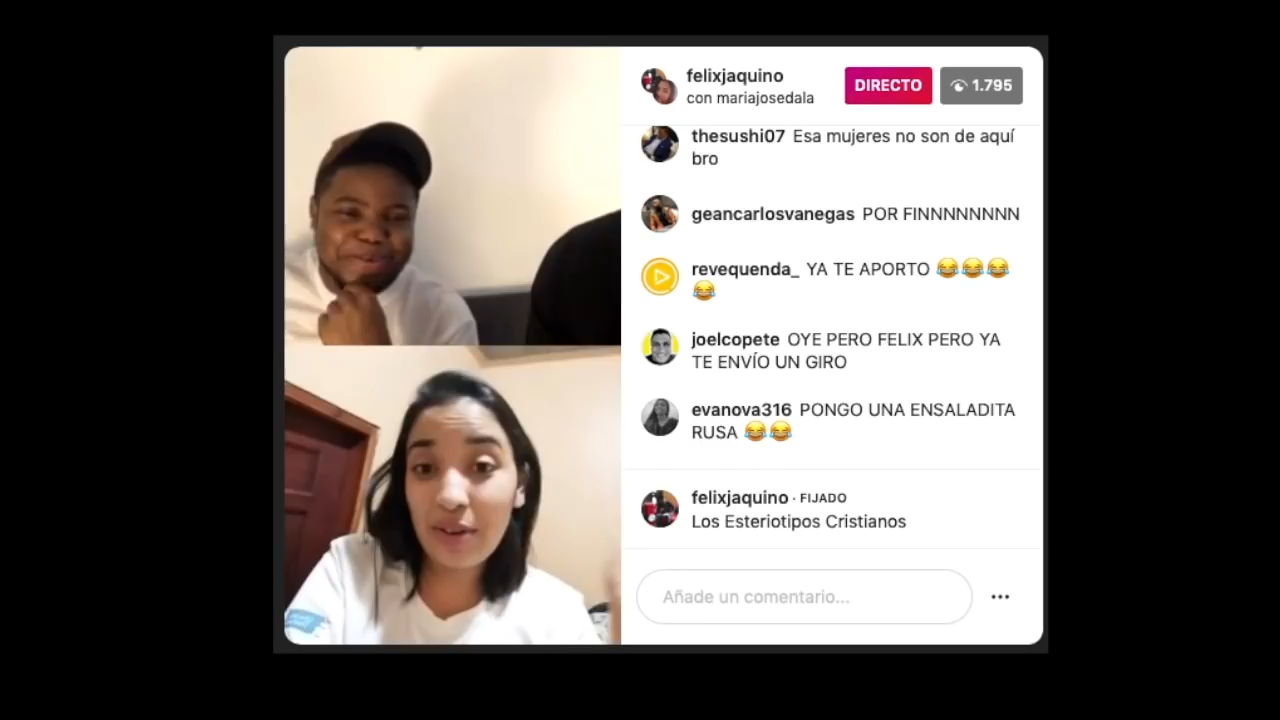 felixjaquino
con mariajosedala
DIRECTO
1.795
thesushi07 Esa mujeres no son de aquí
bro
geancarlosvanegas POR FINNNNNNNN
revequenda_ YA TE APORTO 😂😂😂
😂
joelcopete OYE PERO FELIX PERO YA
TE ENVÍO UN GIRO
evanova316 PONGO UNA ENSALADITA
RUSA 😂😂
felixjaquino · FIJADO
Los Esteriotipos Cristianos
Añade un comentario...